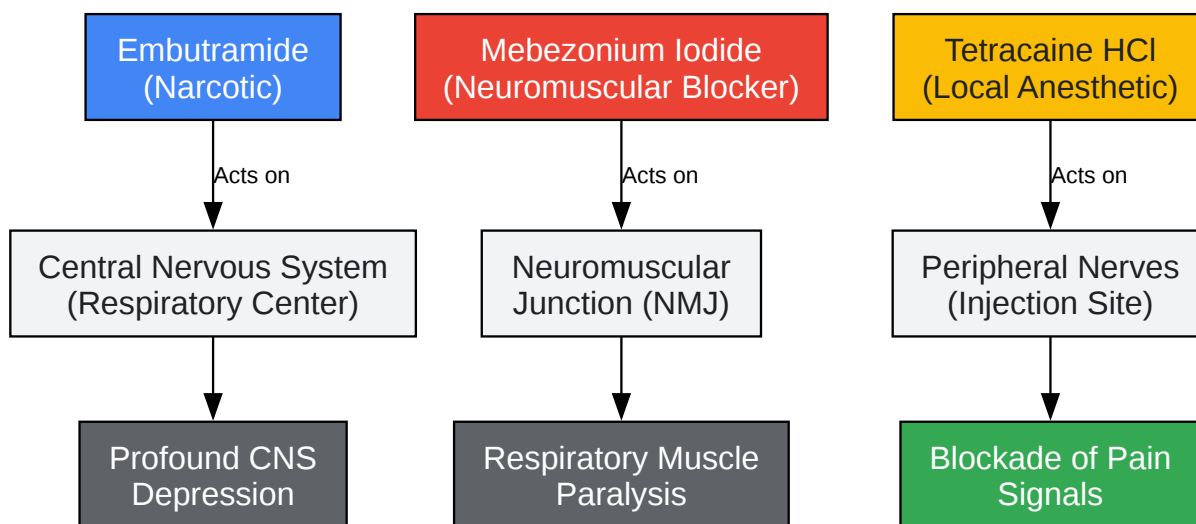 Embutramide
(Narcotic)
Mebezonium Iodide
(Neuromuscular Blocker)
Tetracaine HCl
(Local Anesthetic)
Acts on
Acts on
Acts on
Central Nervous System
(Respiratory Center)
Neuromuscular
Junction (NMJ)
Peripheral Nerves
(Injection Site)
Profound CNS
Depression
Respiratory Muscle
Paralysis
Blockade of Pain
Signals